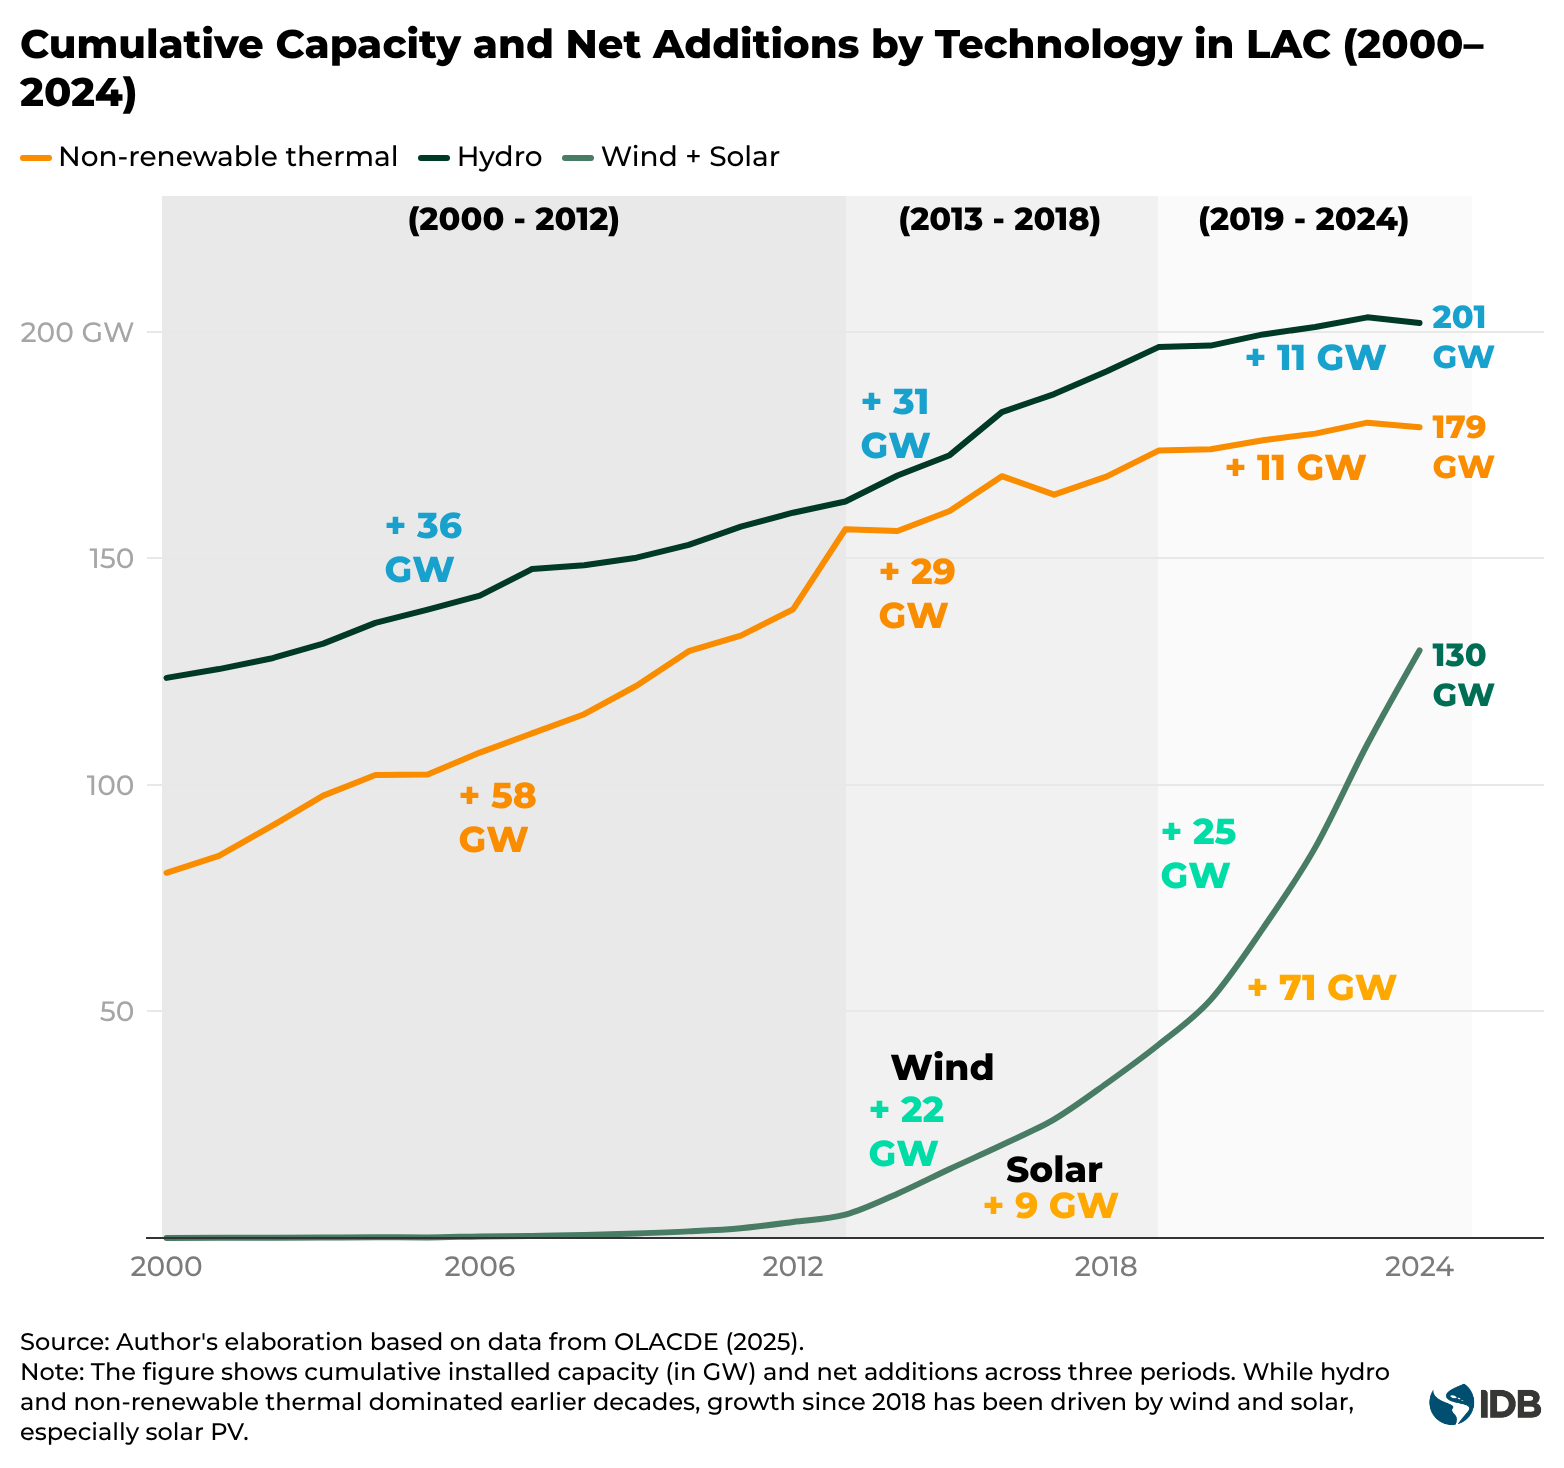 Cumulative Capacity and Net Additions by Technology in LAC (2000–
2024)
Non-renewable thermal Hydro Wind + Solar
(2000 - 2012) (2013 - 2018) (2019 - 2024)
200 GW
150
100
50
201
GW
+ 11 GW
+ 31
GW
179
GW
+ 11 GW
+ 36
GW
+ 29
GW
130
GW
+ 58
GW
+ 25
GW
+ 71 GW
Wind
+ 22
GW
Solar
+ 9 GW
2000 2006 2012 2018 2024
Source: Author's elaboration based on data from OLACDE (2025).
Note: The figure shows cumulative installed capacity (in GW) and net additions across three periods. While hydro
and non-renewable thermal dominated earlier decades, growth since 2018 has been driven by wind and solar,
especially solar PV.
IDB